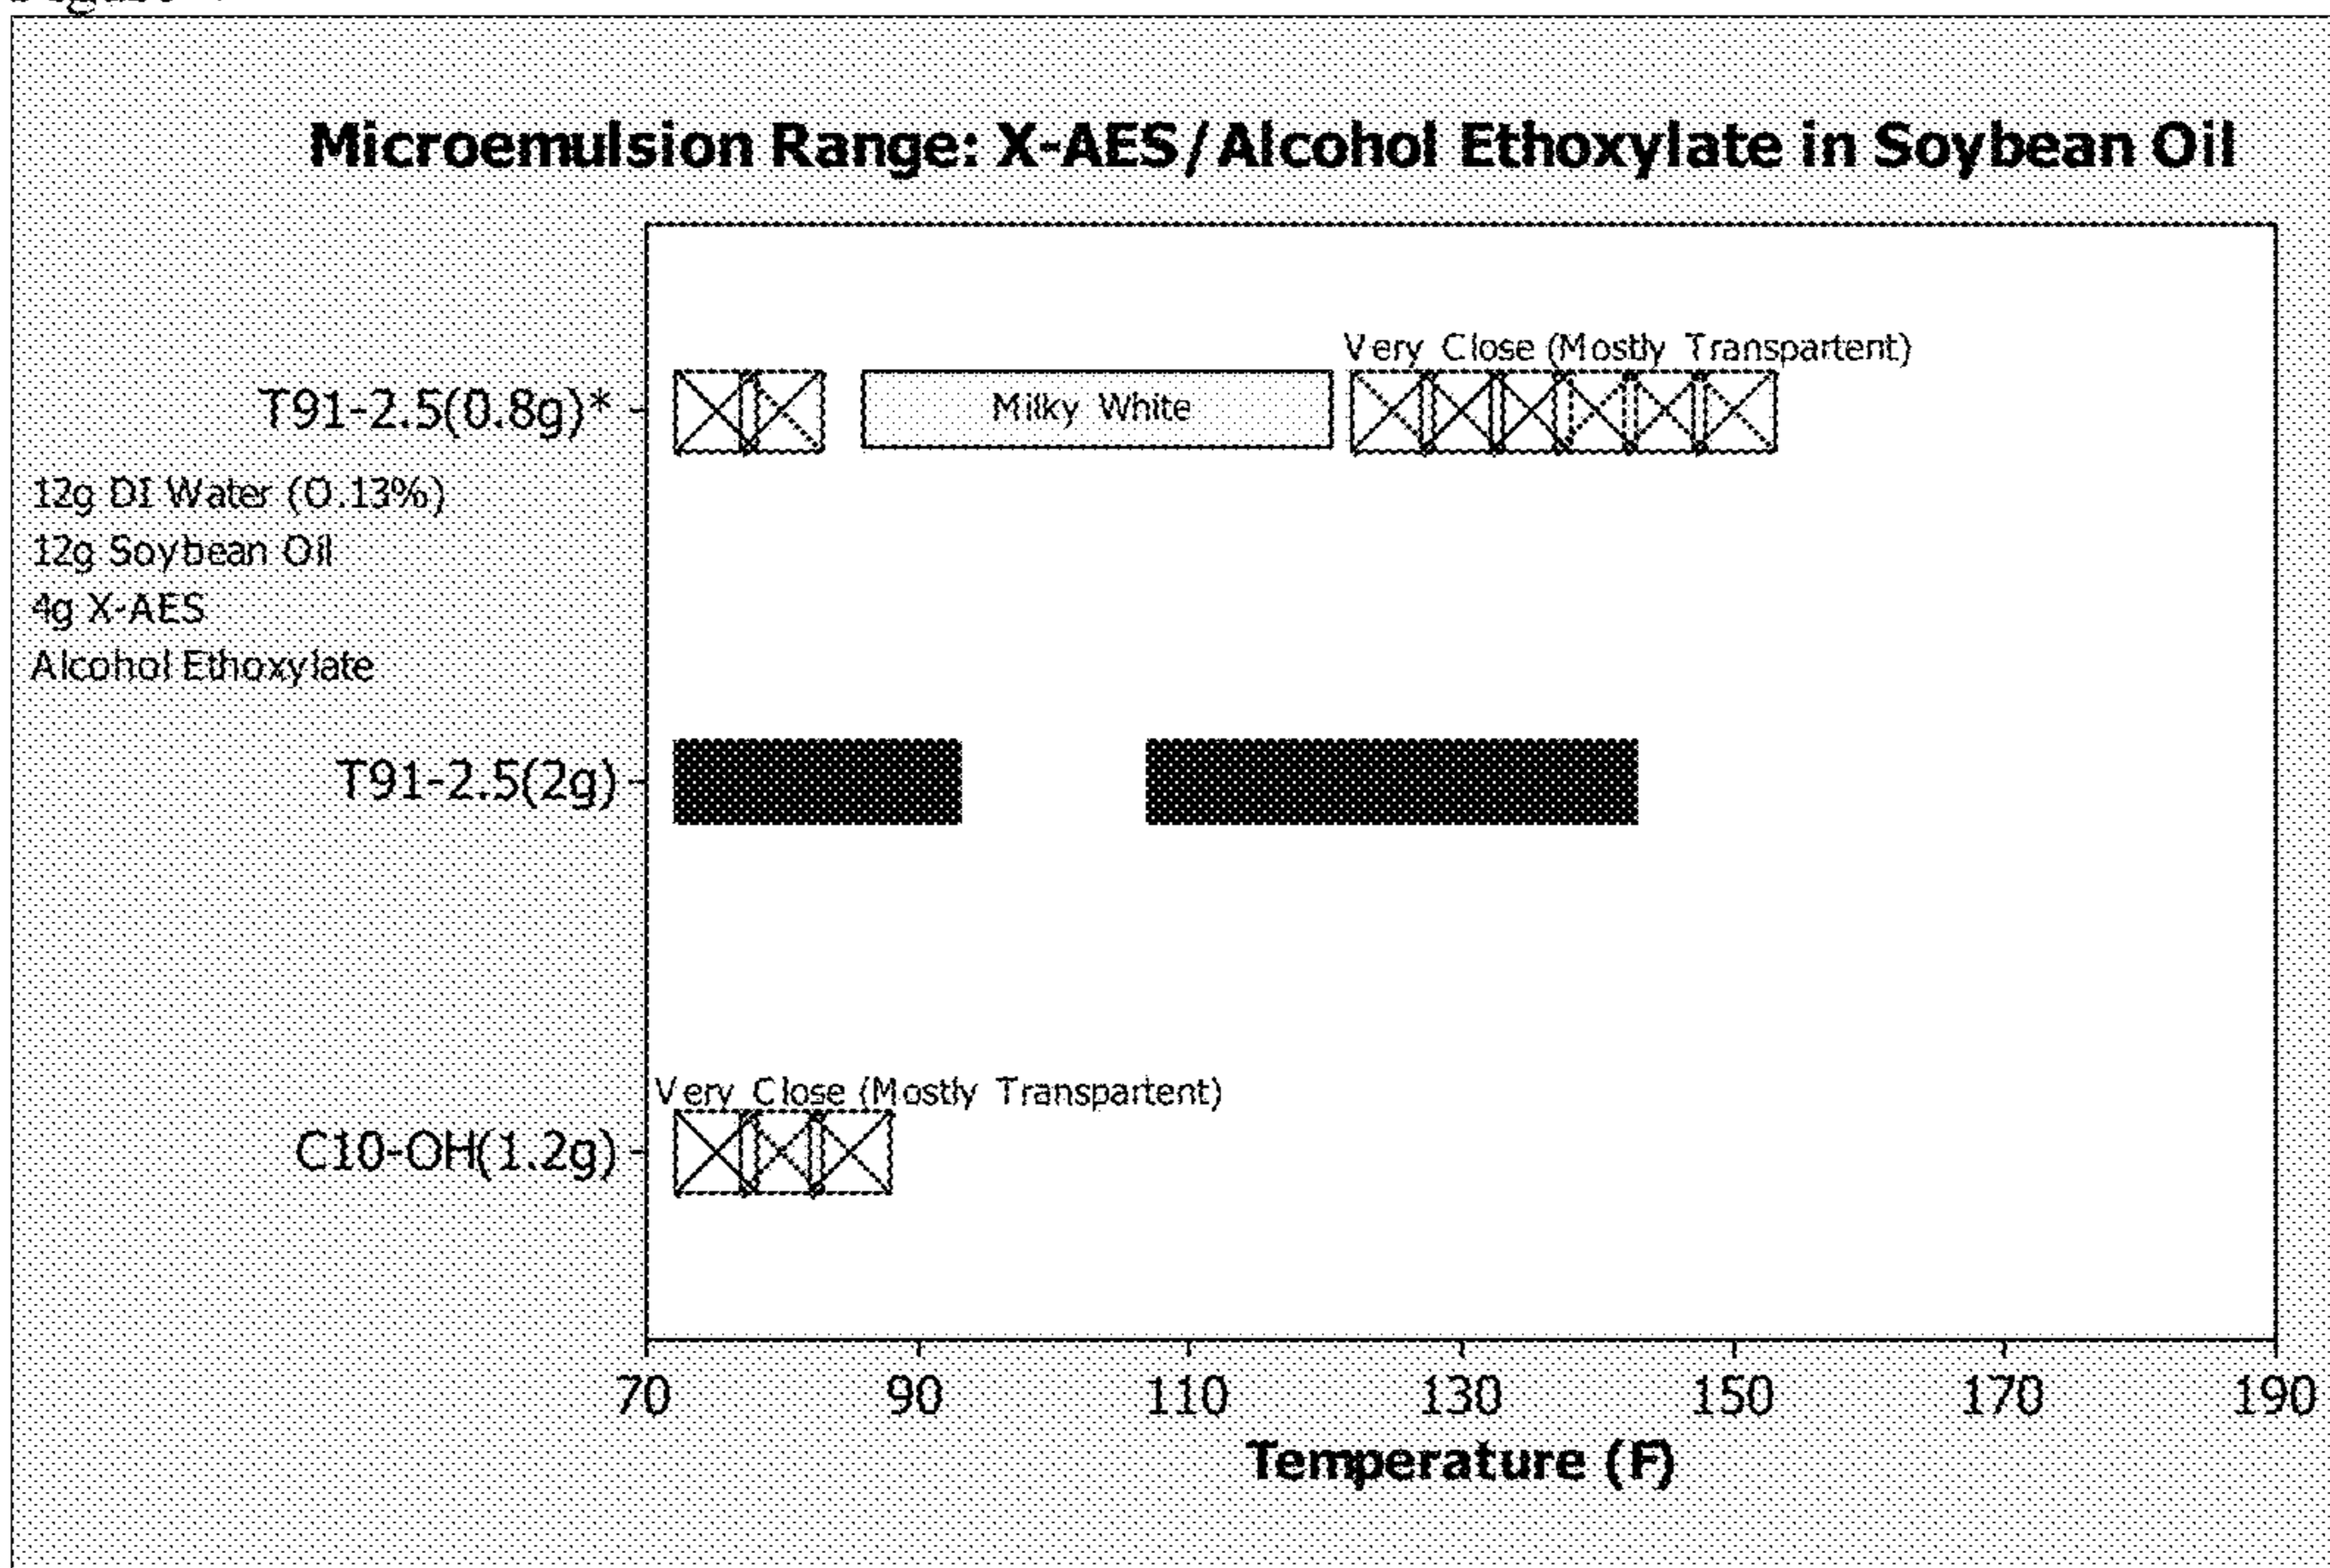 Microemulsion Range: X-AES/Alcohol Ethoxylate in Soybean Oil
Very Close (Mostly Transpartent)
T91-2.5(0.8g)*
Milky White
12g DI Water (0.13%)
12g Soybean Oil
4g X-AES
Alcohol Ethoxylate
T91-2.5(2g)
Very Close (Mostly Transpartent)
C10-OH(1.2g)
70 90 110 130 150 170 190
Temperature (F)